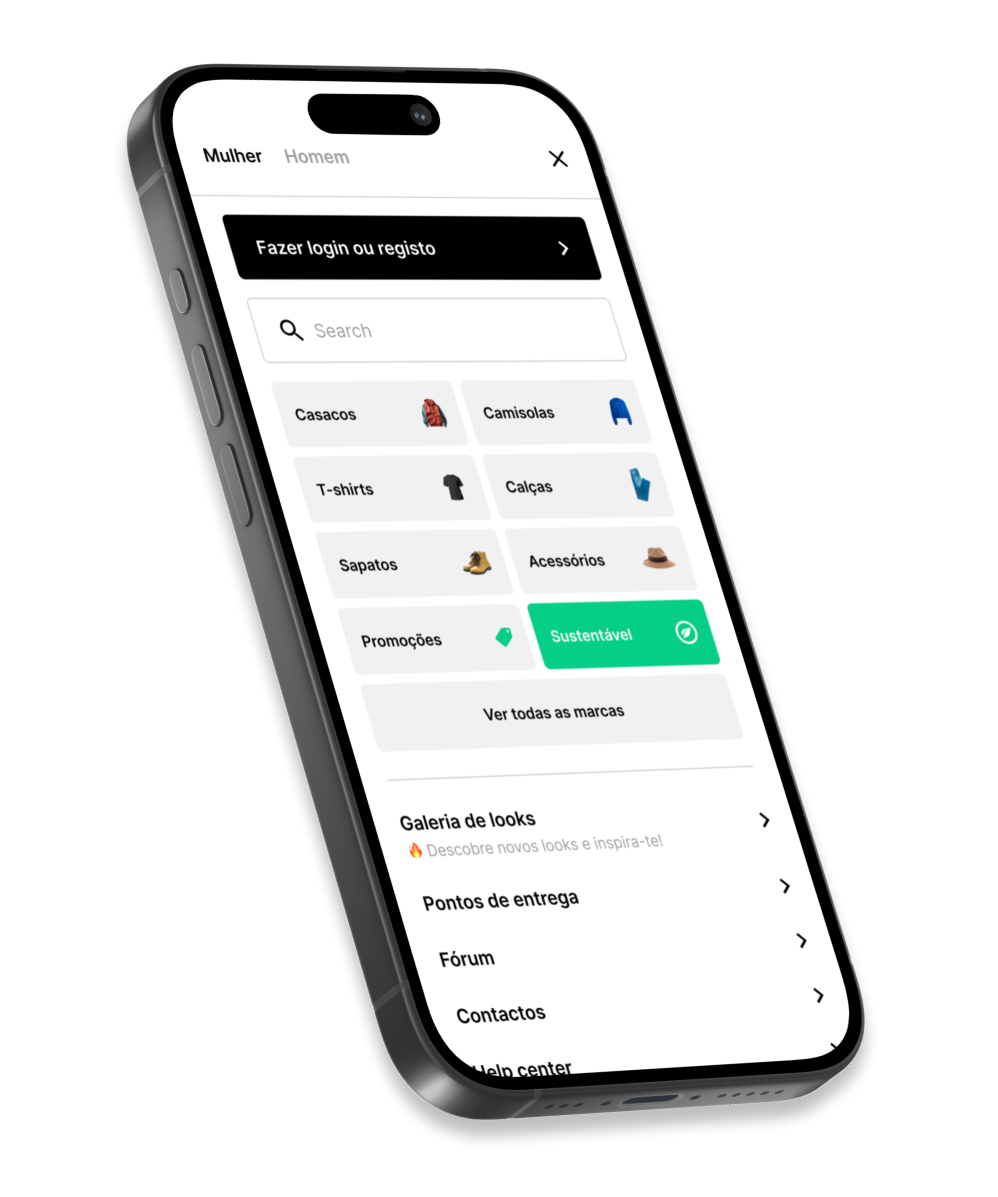 Mulher Homem
Fazer login ou registo
Search
Casacos Camisolas
T-shirts Calças
Sapatos Acessórios
Promoções Sustentável
Ver todas as marcas
Galeria de looks
🔥 Descobre novos looks e inspira-te!
Pontos de entrega
Fórum
Contactos
Help center